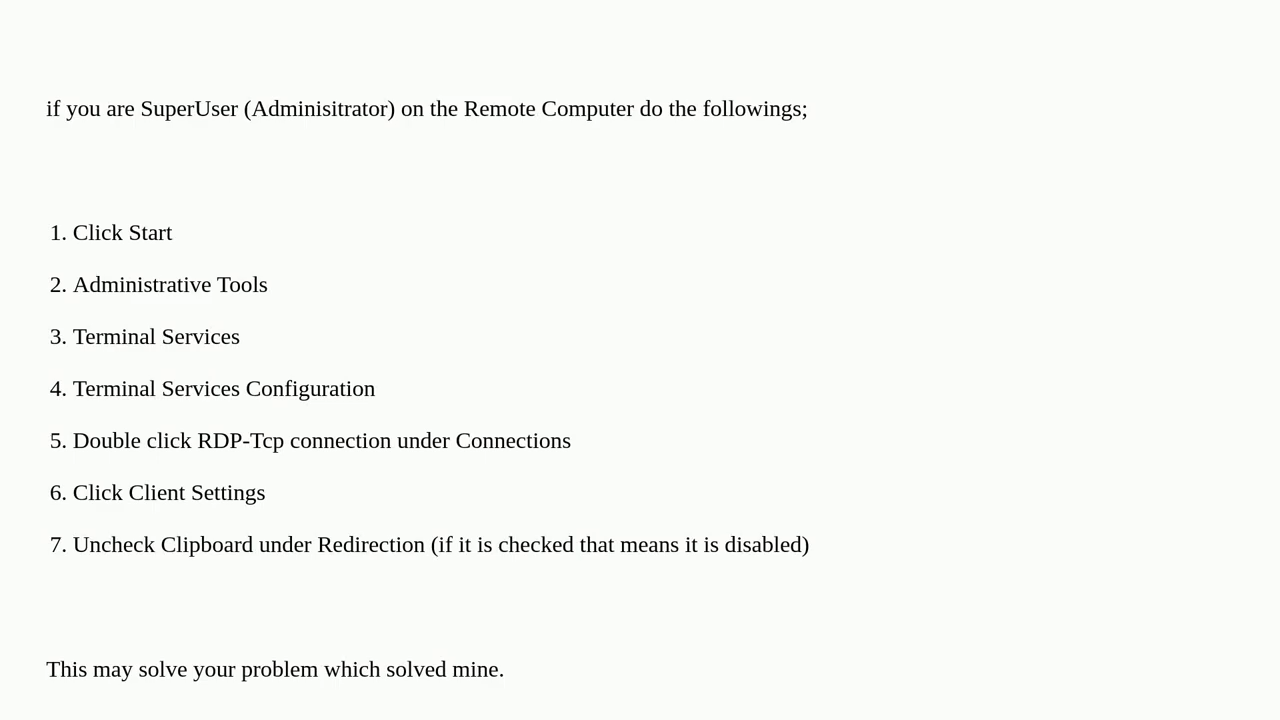 if you are SuperUser (Adminisitrator) on the Remote Computer do the followings;
1. Click Start
2. Administrative Tools
3. Terminal Services
4. Terminal Services Configuration
5. Double click RDP-Tcp connection under Connections
6. Click Client Settings
7. Uncheck Clipboard under Redirection (if it is checked that means it is disabled)
This may solve your problem which solved mine.